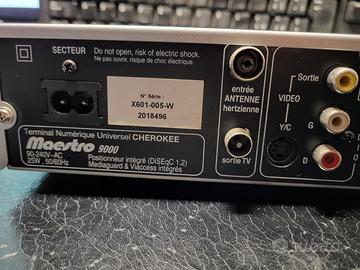 SECTEUR
Do not open, risk of electric shock.
Ne pas ouvrir, risque de choc électrique.
N° Série :
X601-005-W
2018496
entrée
ANTENNE
hertzienne
sortie TV
Sortie
VIDEO
Y/C
G
D
Terminal Numérique Universel CHEROKEE
Maestro 9000
90-240V~AC
25W, 50/60Hz
Positionneur intégré (DiSEqC 1.2)
Mediaguard & Viaccess intégrés
subito